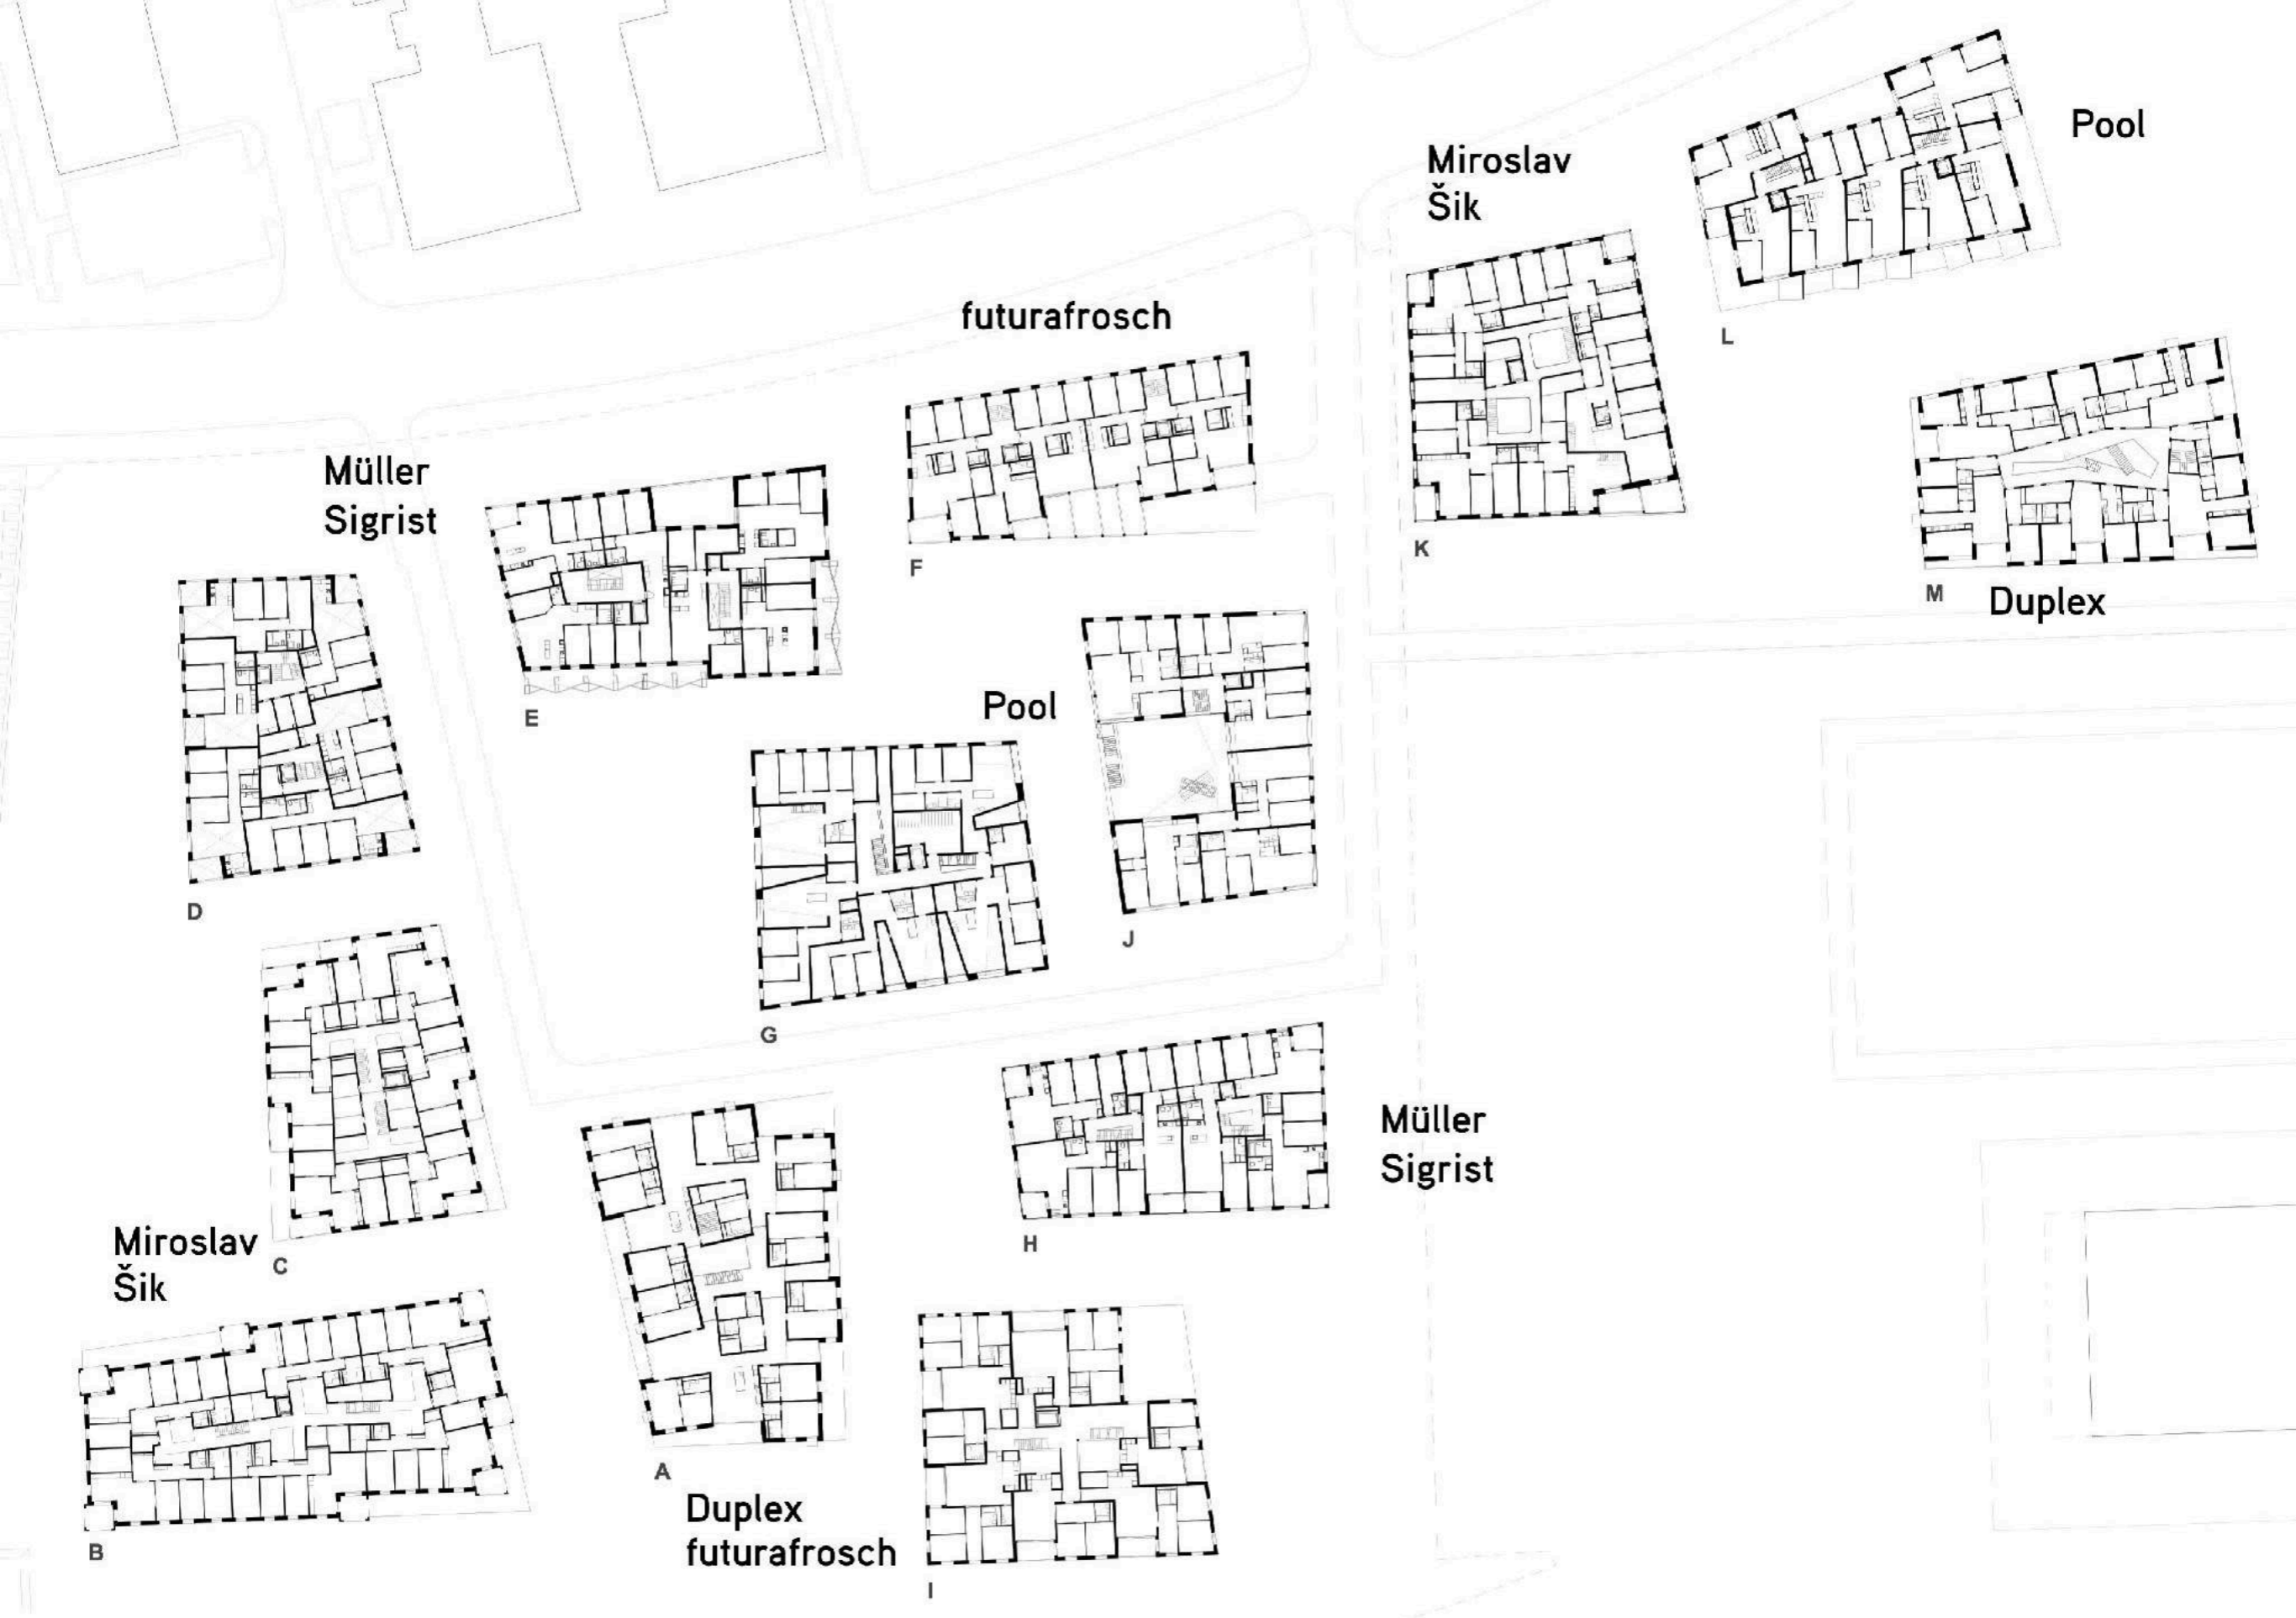 Pool
Miroslav
Šik
L
futurafrosch
K
M
Duplex
Müller
Sigrist
F
E
Pool
D
J
G
Müller
Sigrist
H
Miroslav
Šik
C
A
Duplex
futurafrosch
B
I